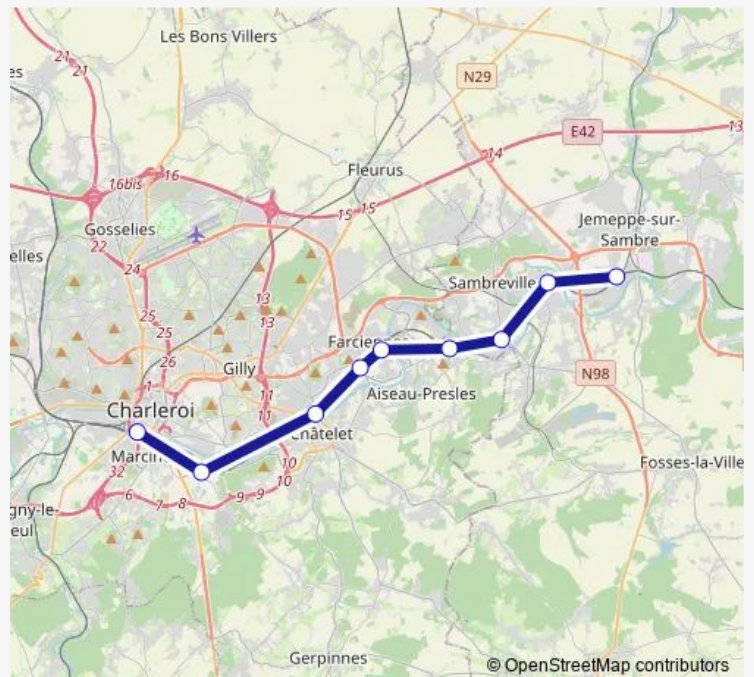 Les Bons Villers
21
21
es
N29
E42
13
14
16bis
16
Fleurus
15
15
Gosselies
22
elles
24
Jemeppe-sur-
Sambre
Sambreville
13
13
25
25
26
Farcienne
Gilly
1
11
11
Aiseau-Presles
N98
Charleroi
Châtelet
Marcin
32
10
10
6
7
8
9
9
Fosses-la-Ville
gny-le
eul
Gerpinnes
© OpenStreetMap contributors